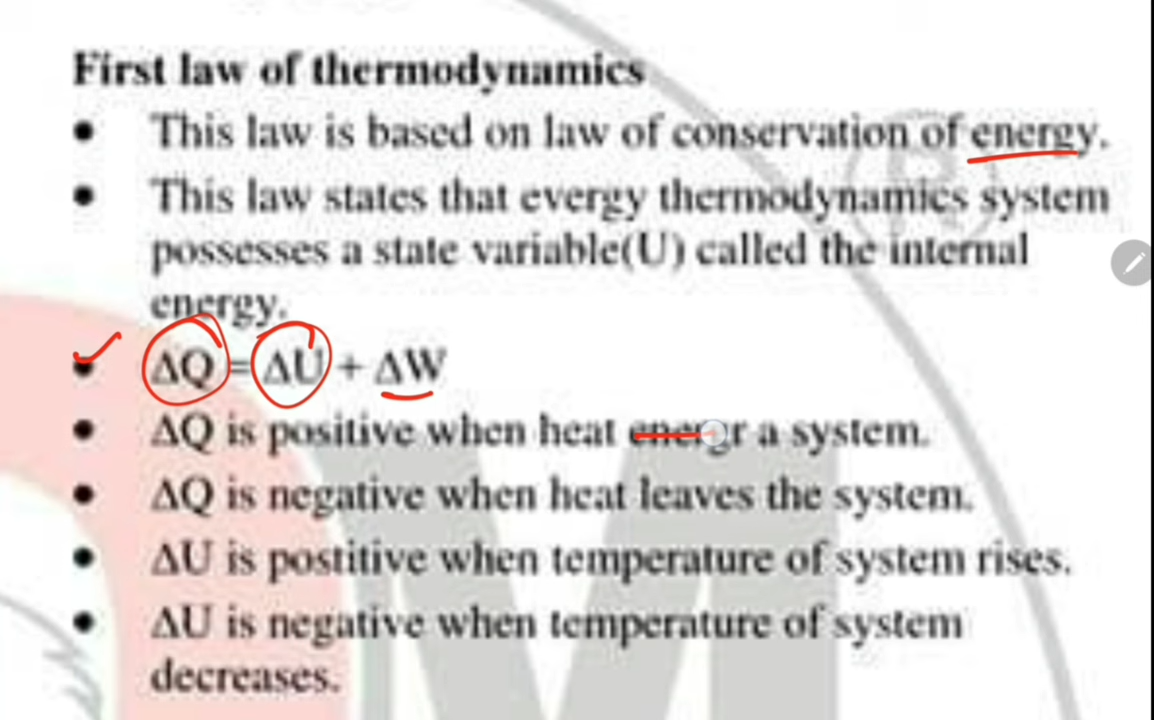 First law of thermodynamics
• This law is based on law of conservation of energy.
• This law states that evergy thermodynamics system
possesses a state variable(U) called the internal
energy.
• ΔQ = ΔU + ΔW
• ΔQ is positive when heat energr a system.
• ΔQ is negative when heat leaves the system.
• ΔU is postitive when temperature of system rises.
• ΔU is negative when temperature of system
decreases.